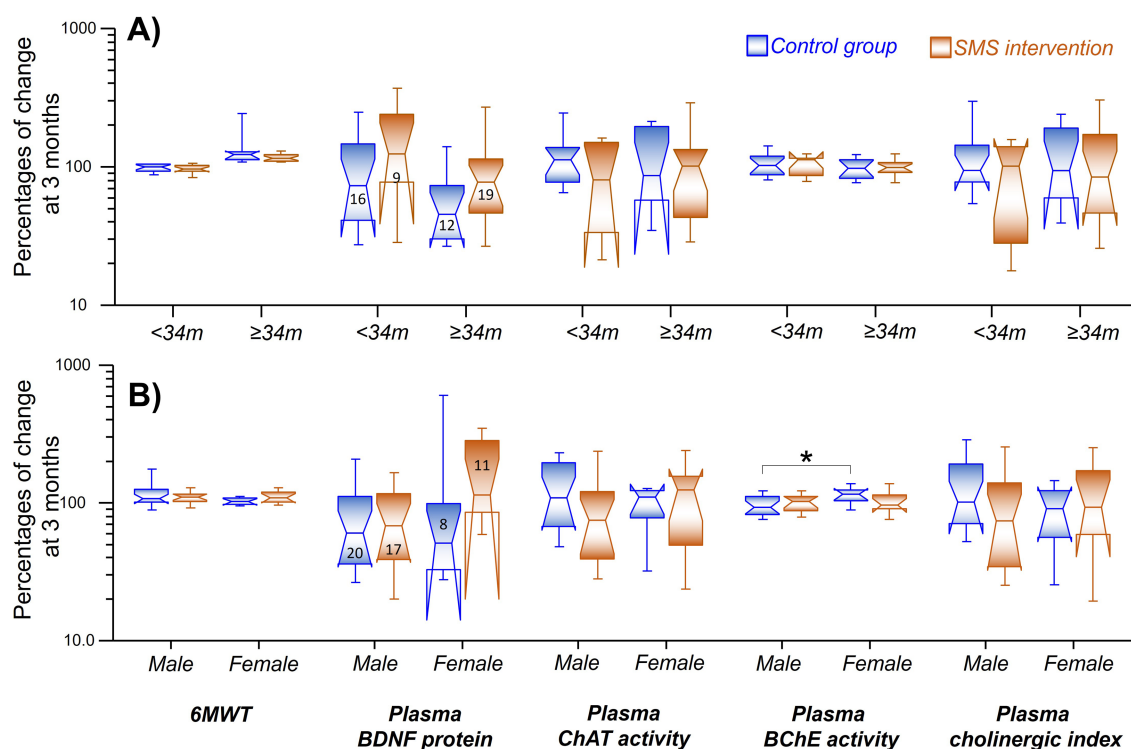 A)
Control group
SMS intervention
Percentages of change
at 3 months
1000
100
10
16
9
12
19
<34m
≥34m
<34m
≥34m
<34m
≥34m
<34m
≥34m
<34m
≥34m
B)
Percentages of change
at 3 months
1000
100
10.0
20
17
8
11
*
Male
Female
Male
Female
Male
Female
Male
Female
Male
Female
6MWT
Plasma
BDNF protein
Plasma
ChAT activity
Plasma
BChE activity
Plasma
cholinergic index